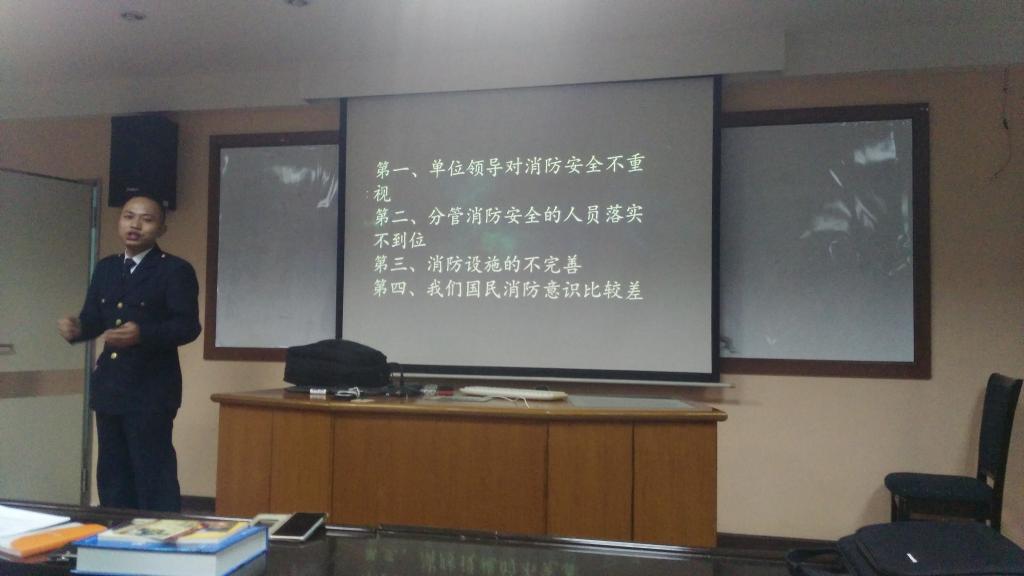 第一、单位领导对消防安全不重
视
第二、分管消防安全的人员落实
不到位
第三、消防设施的不完善
第四、我们国民消防意识比较差